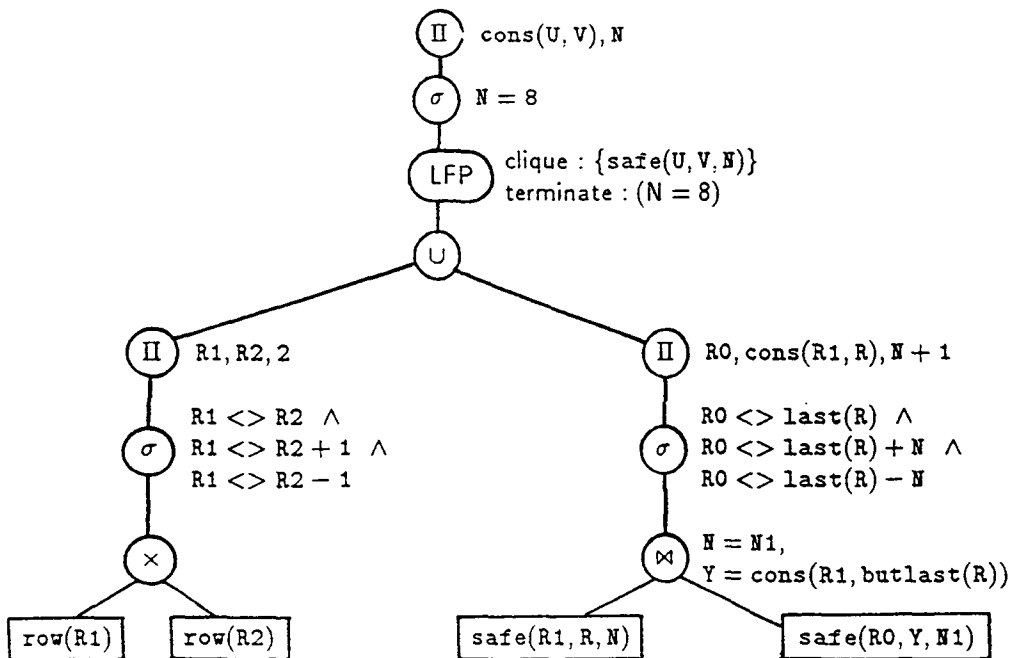 Π cons(U, V), N
σ N = 8
LFP clique : {safe(U, V, N)}
terminate : (N = 8)
∪
Π R1, R2, 2
Π R0, cons(R1, R), N + 1
R1 <> R2 ∧
σ R1 <> R2 + 1 ∧
R1 <> R2 − 1
R0 <> last(R) ∧
σ R0 <> last(R) + N ∧
R0 <> last(R) − N
×
⋈ N = N1,
Y = cons(R1, butlast(R))
row(R1)
row(R2)
safe(R1, R, N)
safe(R0, Y, N1)